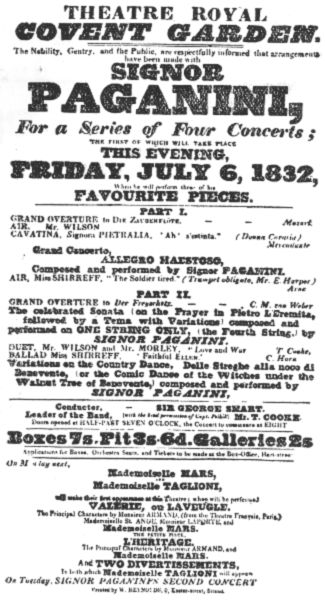 THEATRE ROYAL
COVENT GARDEN.
The Nobility, Gentry, and the Public, are respectfully informed that arrangements
have been made with
SIGNOR
PAGANINI,
For a Series of Four Concerts;
THE FIRST OF WHICH WILL TAKE PLACE
THIS EVENING,
FRIDAY, JULY 6, 1832,
When he will perform three of his
FAVOURITE PIECES.
PART I.
GRAND OVERTURE to Die Zauberflöte. — — Mozart
AIR, Mr. WILSON
CAVATINA, Signora PIETRALIA, "Ah' s'estinta." (Donna Caritea) Mercadante
Grand Concerto,
ALLEGRO MAESTOSO,
Composed and performed by Signor PAGANINI.
AIR, Miss SHIRREFF, "The Soldier tired." (Trumpet obligato, Mr. E. Harper) Arne
PART II.
GRAND OVERTURE to Der Freyschutz. — — C. M. von Weber
The celebrated Sonata (on the Prayer in Pietro L'Eremita,
followed by a Tema with Variations) composed and
performed on ONE STRING ONLY, (the Fourth String,) by
SIGNOR PAGANINI.
DUET, Mr. WILSON and Mr. MORLEY, "Love and War T. Cooke,
BALLAD Miss SHIRREFF, "Faithful Ellen." C. Horn
Variations on the Country Dance, Delle Streghe alla noce di
Benevento, (or the Comic Dance of the Witches under the
Walnut Tree of Benevento,) composed and performed by
SIGNOR PAGANINI,
Conductor, SIR GEORGE SMART.
Leader of the Band, (with the kind permission of Capt. Polhill) Mr. T. COOKE.
Doors opened at HALF-PAST SEVEN O'CLOCK, the Concert to commence at EIGHT
Boxes 7s. Pit 3s. 6d. Galleries 2s
Applications for Boxes, Orchestra Seats, and Tickets to be made at the Box-Office, Hart-street
On Monday next,
Mademoiselle MARS,
AND
Mademoiselle TAGLIONI,
will make their first appearance at this Theatre; when will be performed
VALERIE, ou LAVEUGLE.
The Principal Characters by Monsieur ARMAND, (from the Theatre Français, Paris,)
Mademoiselle St. ANGE, Monsieur LAPORTE, and
Mademoiselle MARS.
THE PETITE PIECE,
L'HERITAGE.
The Principal Characters by Monsieur ARMAND, and
Mademoiselle MARS.
And TWO DIVERTISSEMENTS,
In both which Mademoiselle TAGLIONI will appear
On Tuesday, SIGNOR PAGANINI'S SECOND CONCERT
Printed by W. REYNOLDS, 9, Exeter-street, Strand.